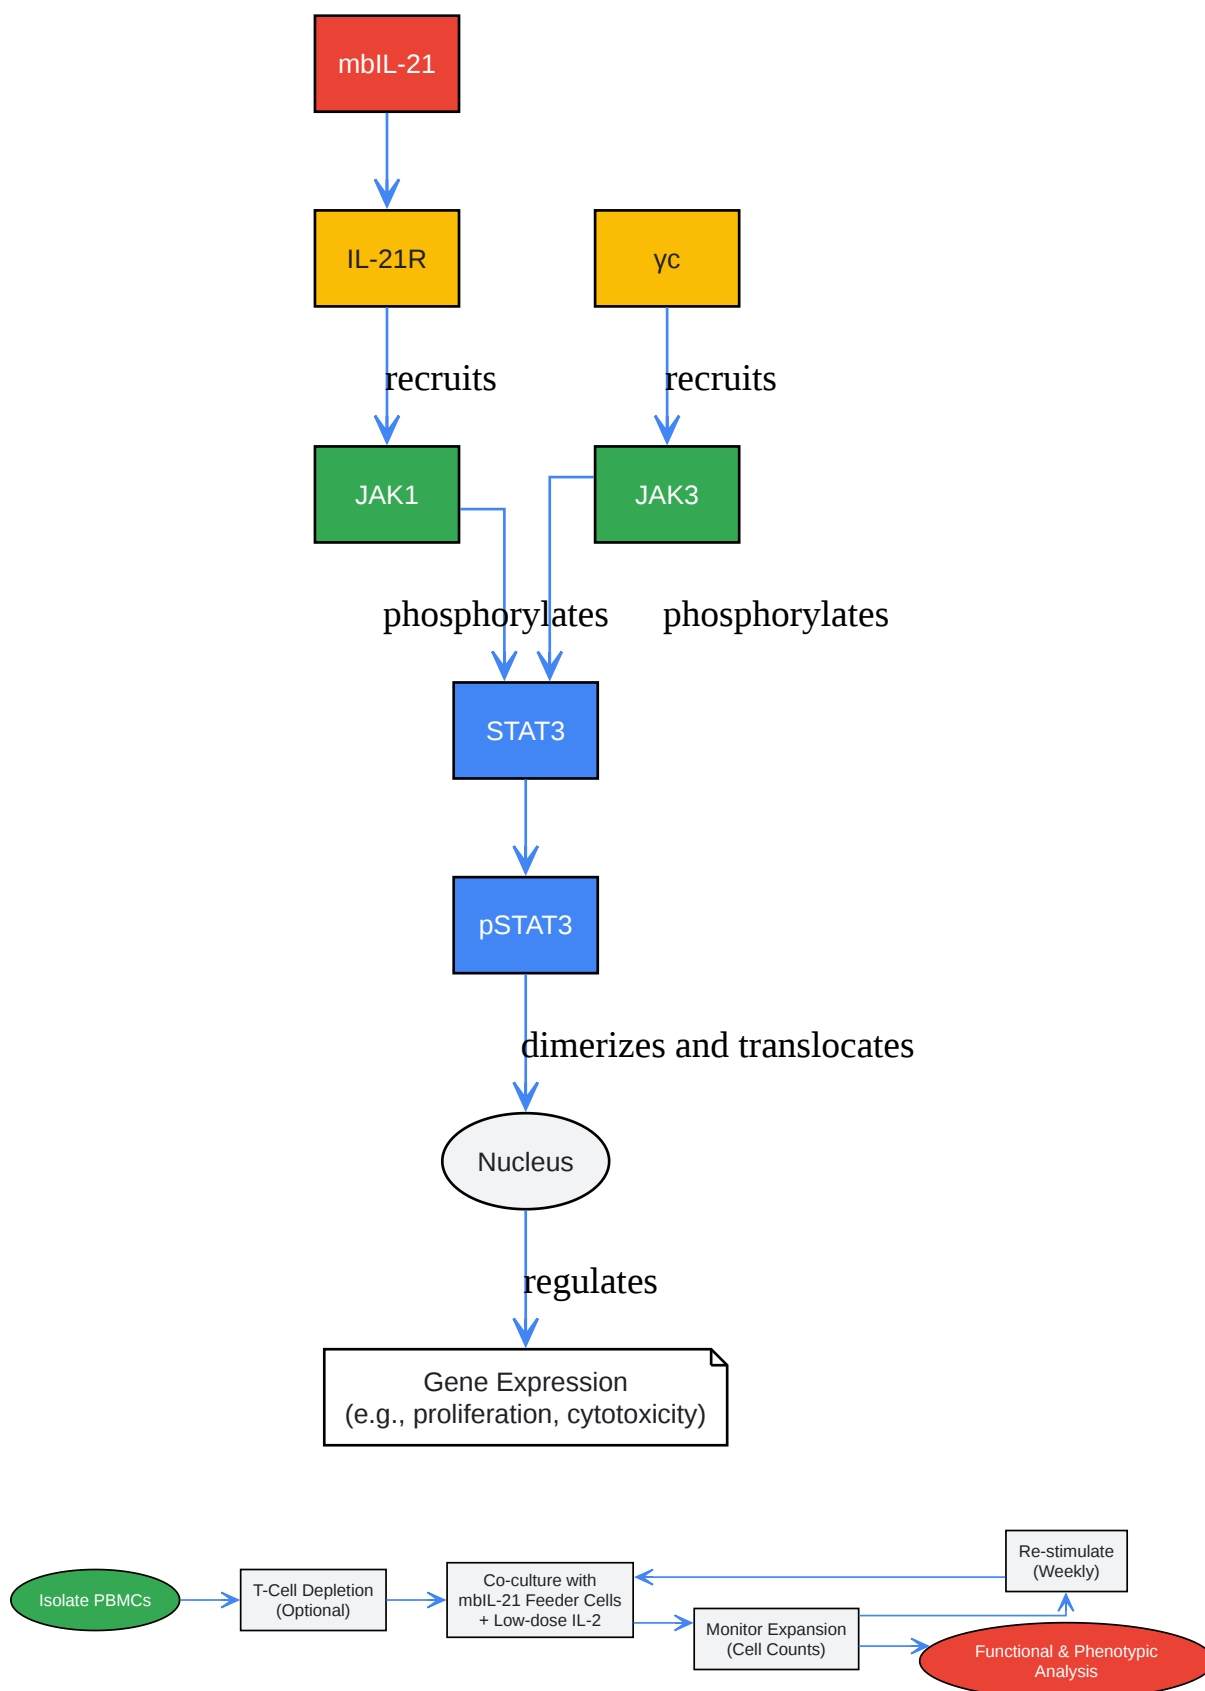 mbIL-21
IL-21R
γc
recruits
recruits
JAK1
JAK3
phosphorylates
phosphorylates
STAT3
pSTAT3
dimerizes and translocates
Nucleus
regulates
Gene Expression
(e.g., proliferation, cytotoxicity)
Isolate PBMCs
T-Cell Depletion
(Optional)
Co-culture with
mbIL-21 Feeder Cells
+ Low-dose IL-2
Monitor Expansion
(Cell Counts)
Re-stimulate
(Weekly)
Functional & Phenotypic
Analysis